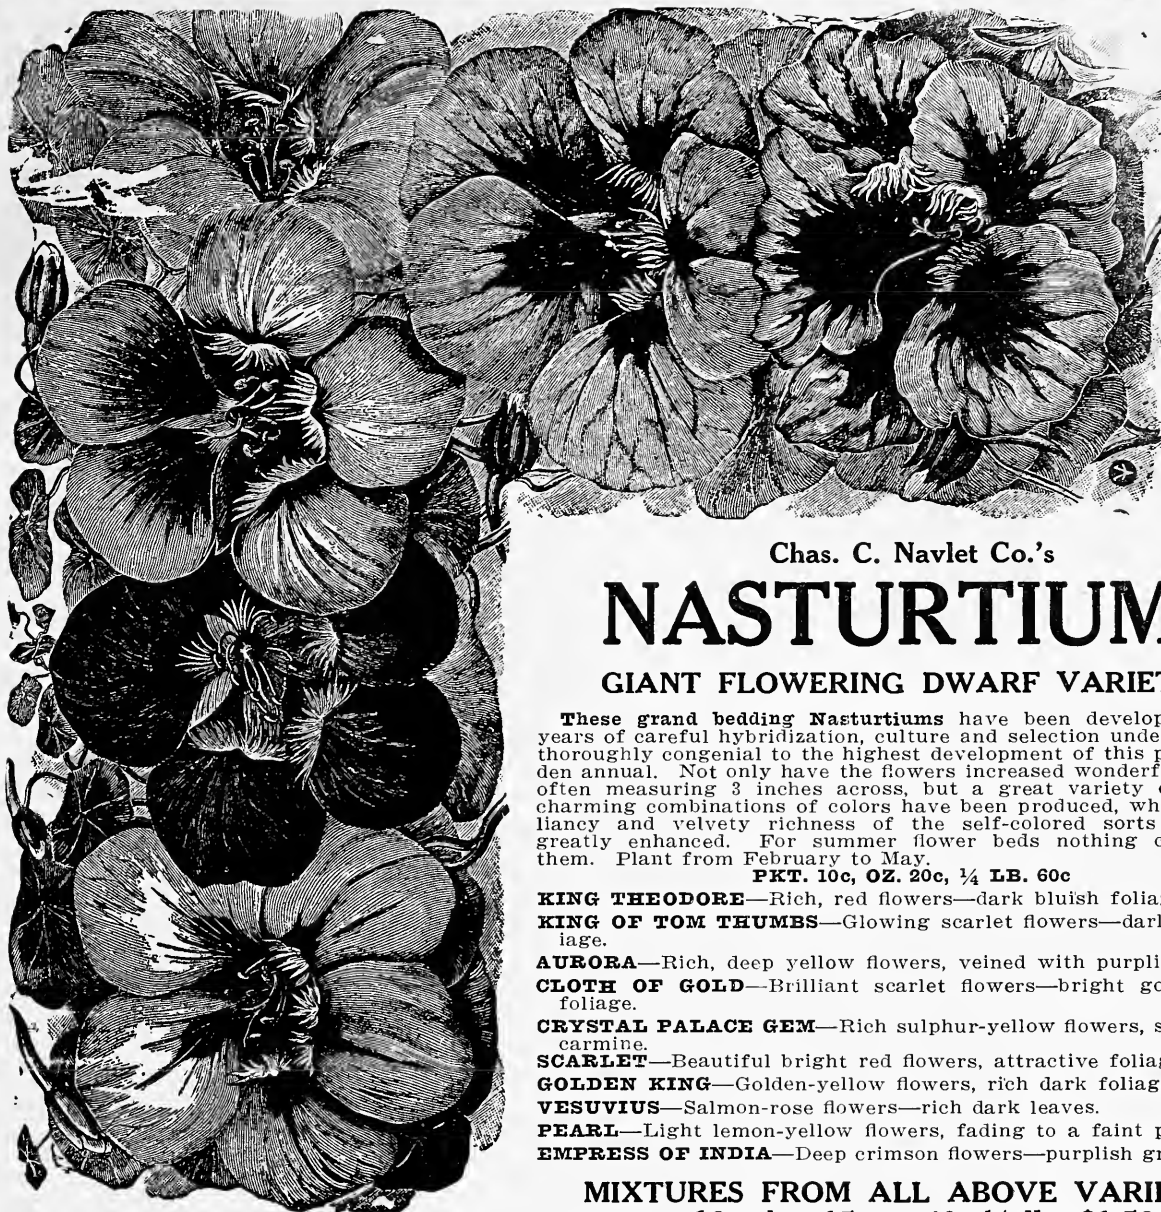 Chas. C. Navlet Co.'s
NASTURTIUM
GIANT FLOWERING DWARF VARIET
These grand bedding Nasturtiums have been develop
years of careful hybridization, culture and selection unde
thoroughly congenial to the highest development of this p
den annual. Not only have the flowers increased wonderf
often measuring 3 inches across, but a great variety
charming combinations of colors have been produced, wh
liancy and velvety richness of the self-colored sorts
greatly enhanced. For summer flower beds nothing
them. Plant from February to May.
PKT. 10c, OZ. 20c, ¼ LB. 60c
KING THEODORE—Rich, red flowers—dark bluish folia
KING OF TOM THUMBS—Glowing scarlet flowers—dark
iage.
AURORA—Rich, deep yellow flowers, veined with purpli
CLOTH OF GOLD—Brilliant scarlet flowers—bright go
foliage.
CRYSTAL PALACE GEM—Rich sulphur-yellow flowers, s
carmine.
SCARLET—Beautiful bright red flowers, attractive folia
GOLDEN KING—Golden-yellow flowers, rich dark foliag
VESUVIUS—Salmon-rose flowers—rich dark leaves.
PEARL—Light lemon-yellow flowers, fading to a faint p
EMPRESS OF INDIA—Deep crimson flowers—purplish gr
MIXTURES FROM ALL ABOVE VARIE